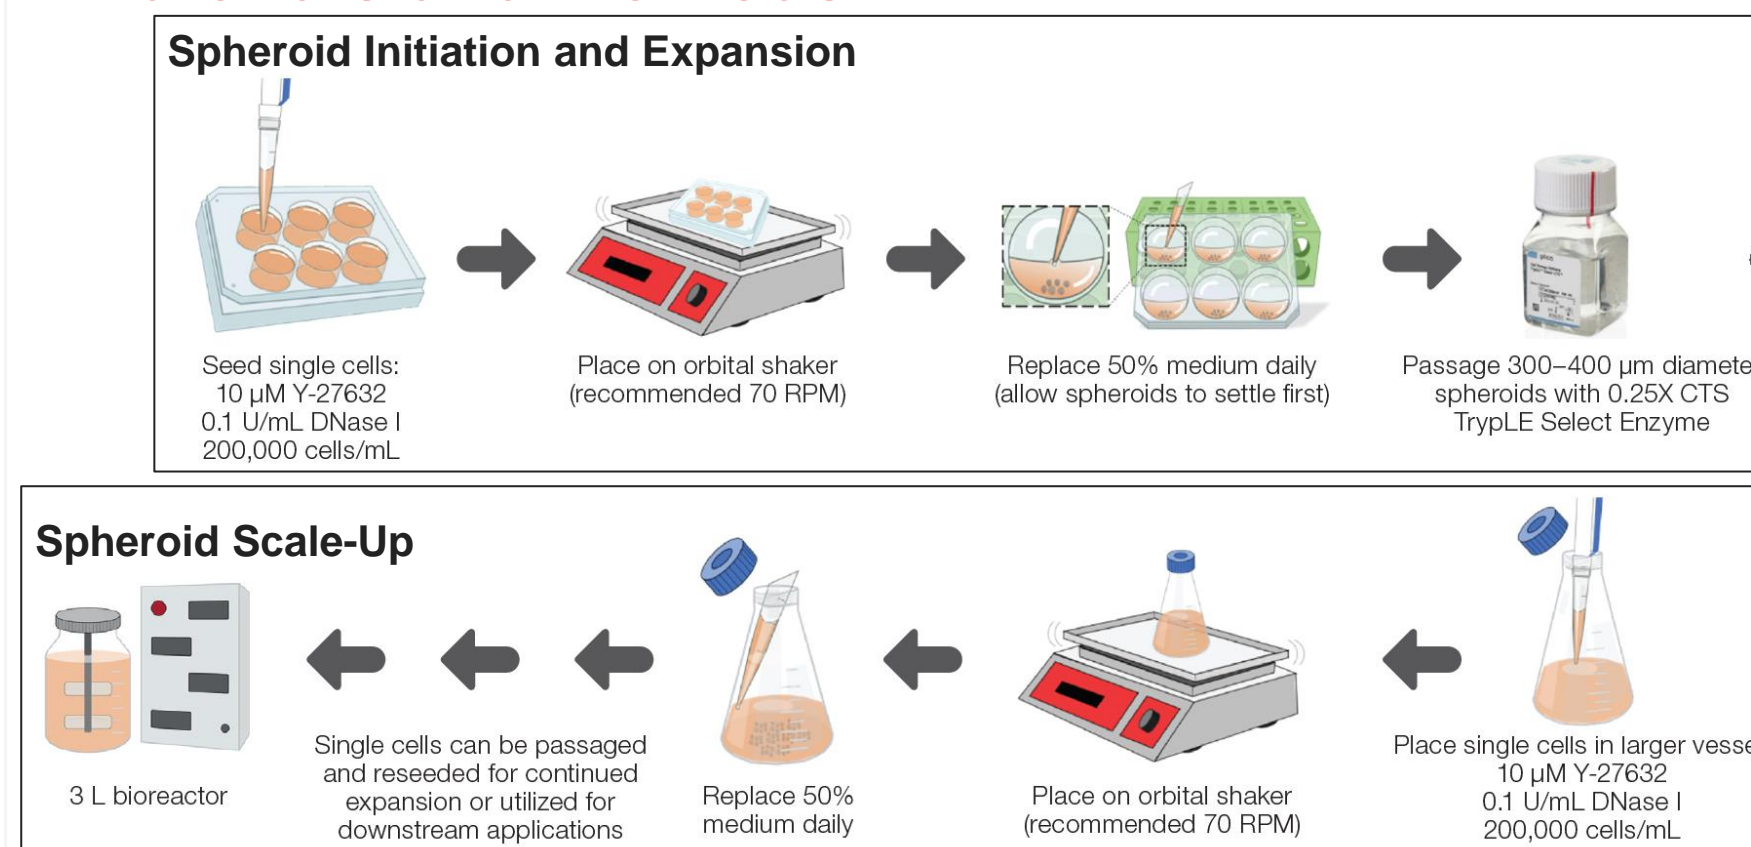 Spheroid Initiation and Expansion
Seed single cells:
10 µM Y-27632
0.1 U/mL DNase I
200,000 cells/mL
Place on orbital shaker
(recommended 70 RPM)
Replace 50% medium daily
(allow spheroids to settle first)
gibco
Passage 300–400 µm diamete
spheroids with 0.25X CTS
TrypLE Select Enzyme
Spheroid Scale-Up
3 L bioreactor
Single cells can be passaged
and reseeded for continued
expansion or utilized for
downstream applications
Replace 50%
medium daily
Place on orbital shaker
(recommended 70 RPM)
Place single cells in larger vesse
10 µM Y-27632
0.1 U/mL DNase I
200,000 cells/mL